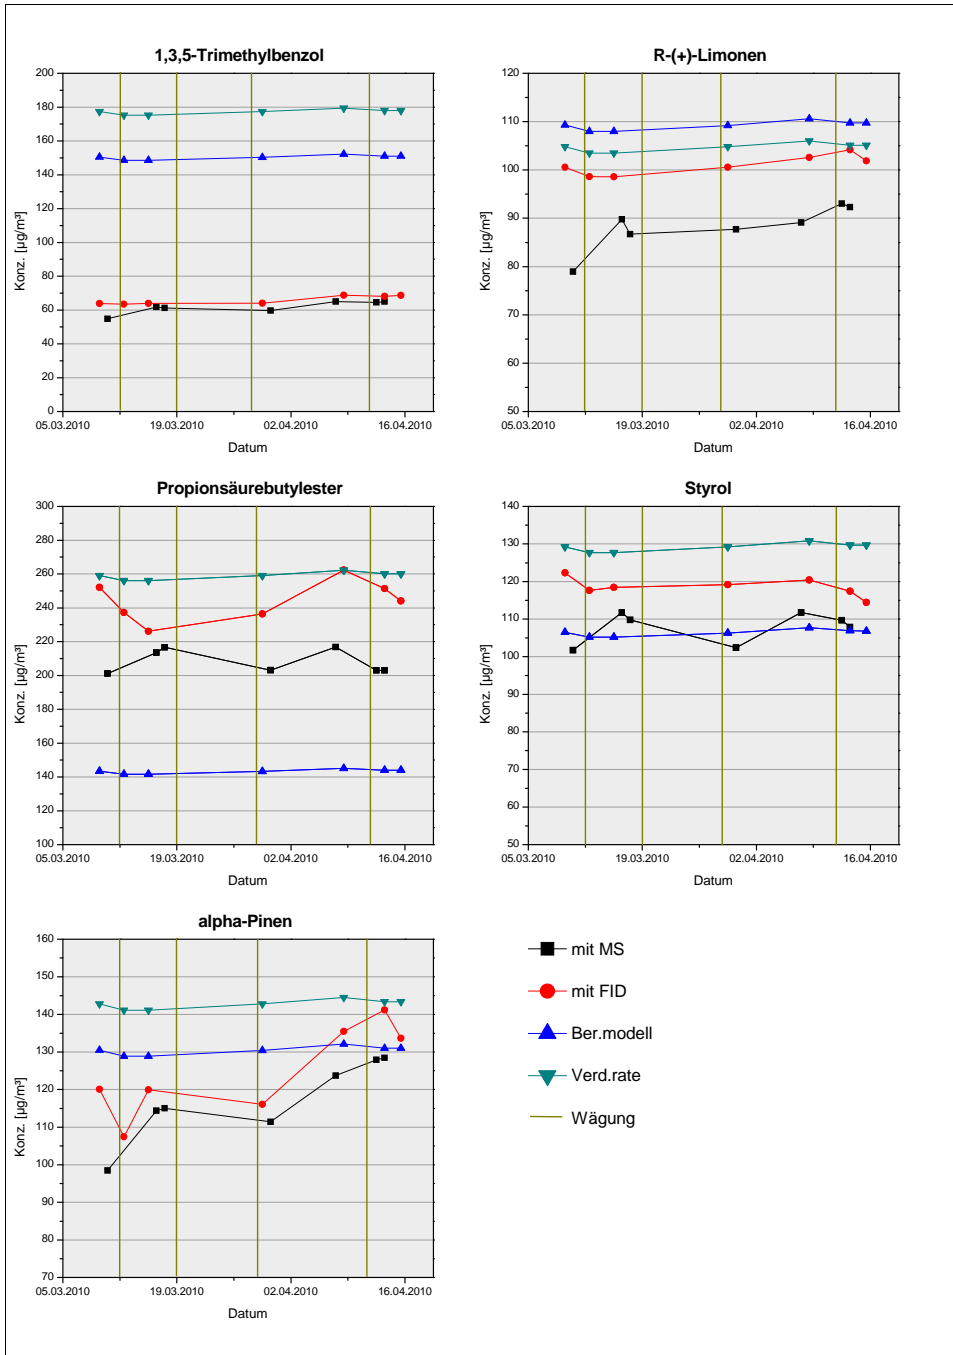 1,3,5-Trimethylbenzol
200
180
160
140
120
100
80
60
40
20
0
Konz. [µg/m³]
05.03.2010 19.03.2010 02.04.2010 16.04.2010
Datum
R-(+)-Limonen
120
110
100
90
80
70
60
50
Konz. [µg/m³]
05.03.2010 19.03.2010 02.04.2010 16.04.2010
Datum
Propionsäurebutylester
300
280
260
240
220
200
180
160
140
120
100
Konz. [µg/m³]
05.03.2010 19.03.2010 02.04.2010 16.04.2010
Datum
Styrol
140
130
120
110
100
90
80
70
60
50
Konz. [µg/m³]
05.03.2010 19.03.2010 02.04.2010 16.04.2010
Datum
alpha-Pinen
160
150
140
130
120
110
100
90
80
70
Konz. [µg/m³]
05.03.2010 19.03.2010 02.04.2010 16.04.2010
Datum
mit MS
mit FID
Ber.modell
Verd.rate
Wägung